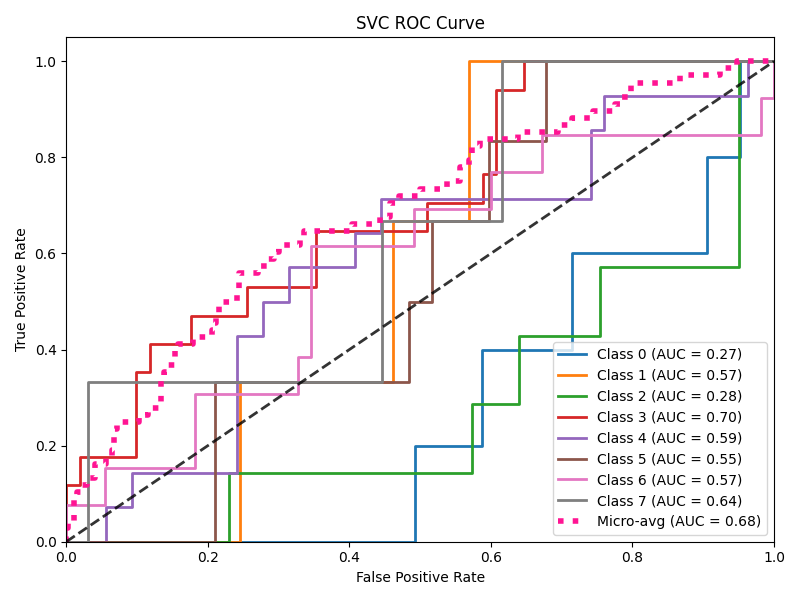 SVC ROC Curve
True Positive Rate
1.0
0.8
0.6
0.4
0.2
0.0
0.0
0.2
0.4
0.6
0.8
1.0
False Positive Rate
Class 0 (AUC = 0.27)
Class 1 (AUC = 0.57)
Class 2 (AUC = 0.28)
Class 3 (AUC = 0.70)
Class 4 (AUC = 0.59)
Class 5 (AUC = 0.55)
Class 6 (AUC = 0.57)
Class 7 (AUC = 0.64)
Micro-avg (AUC = 0.68)